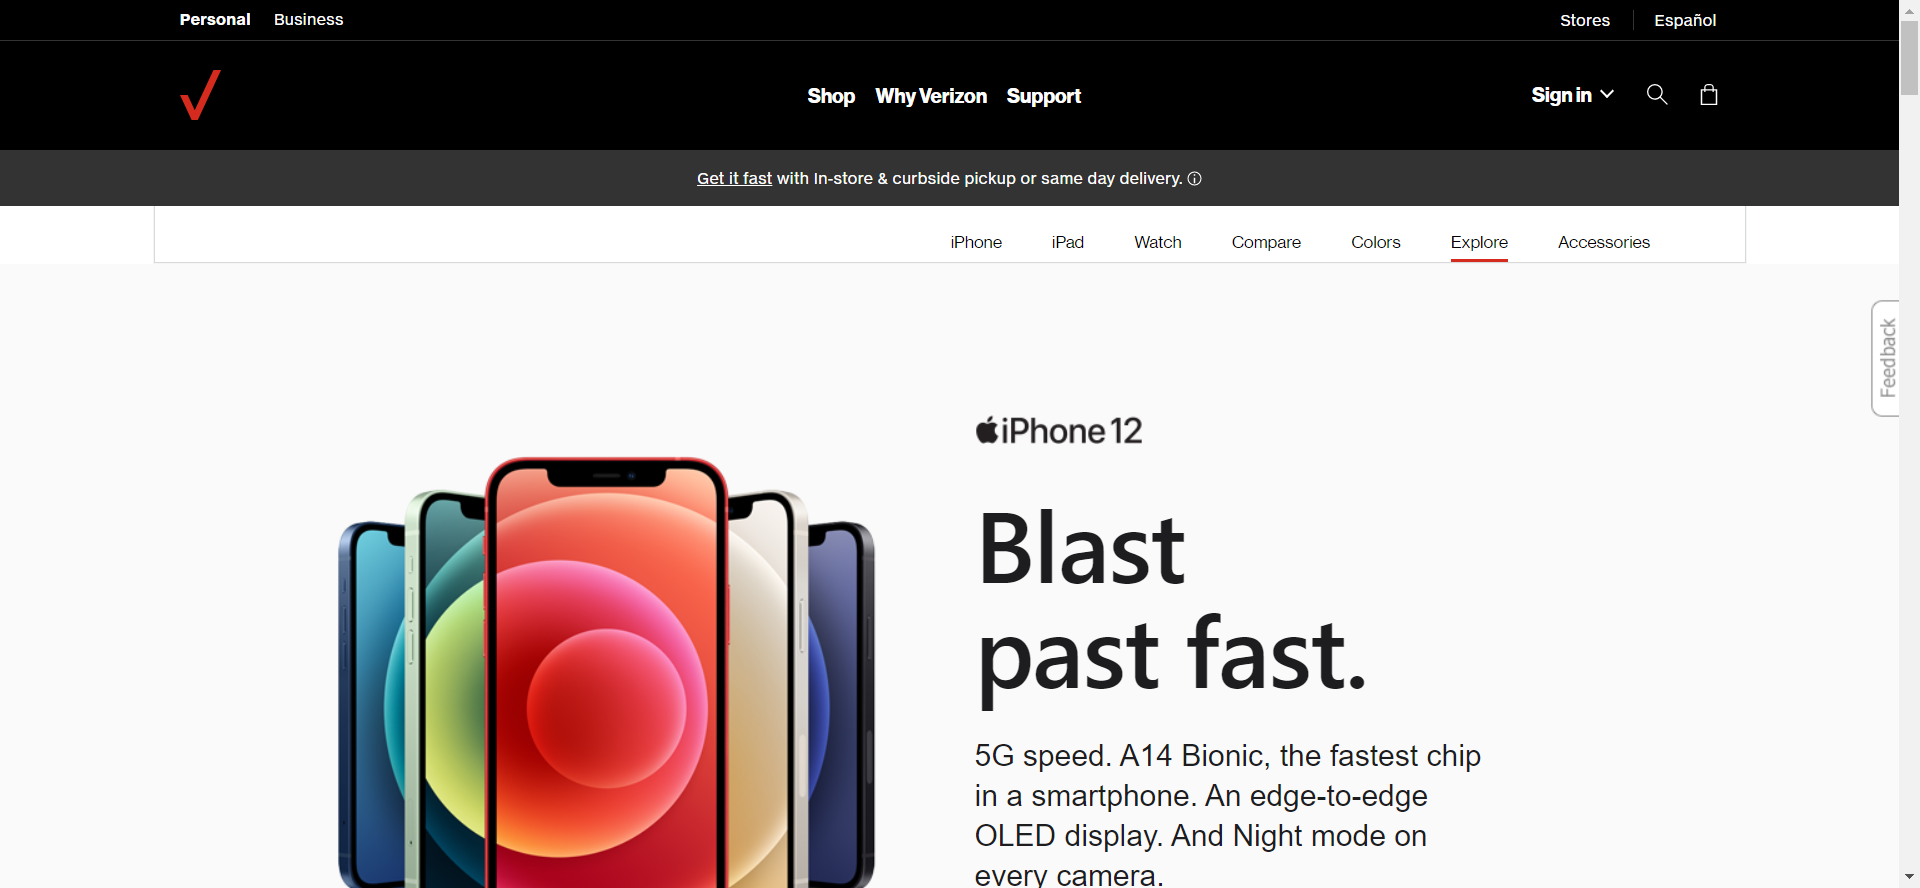 Personal Business Stores Español
Shop Why Verizon Support Sign in
Get it fast with In-store & curbside pickup or same day delivery.
iPhone iPad Watch Compare Colors Explore Accessories
Feedback
iPhone 12
Blast
past fast.
5G speed. A14 Bionic, the fastest chip
in a smartphone. An edge-to-edge
OLED display. And Night mode on
every camera.